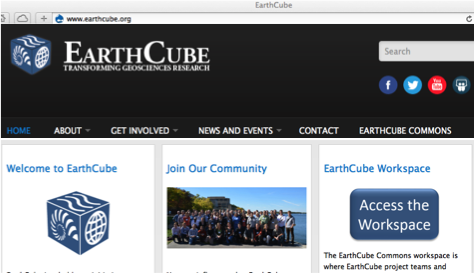 EarthCube
www.earthcube.org
EARTHCUBE
TRANSFORMING GEOSCIENCES RESEARCH
Search
HOME ABOUT GET INVOLVED NEWS AND EVENTS CONTACT EARTHCUBE COMMONS
Welcome to EarthCube Join Our Community EarthCube Workspace
Access the
Workspace
The EarthCube Commons workspace is
where EarthCube project teams and